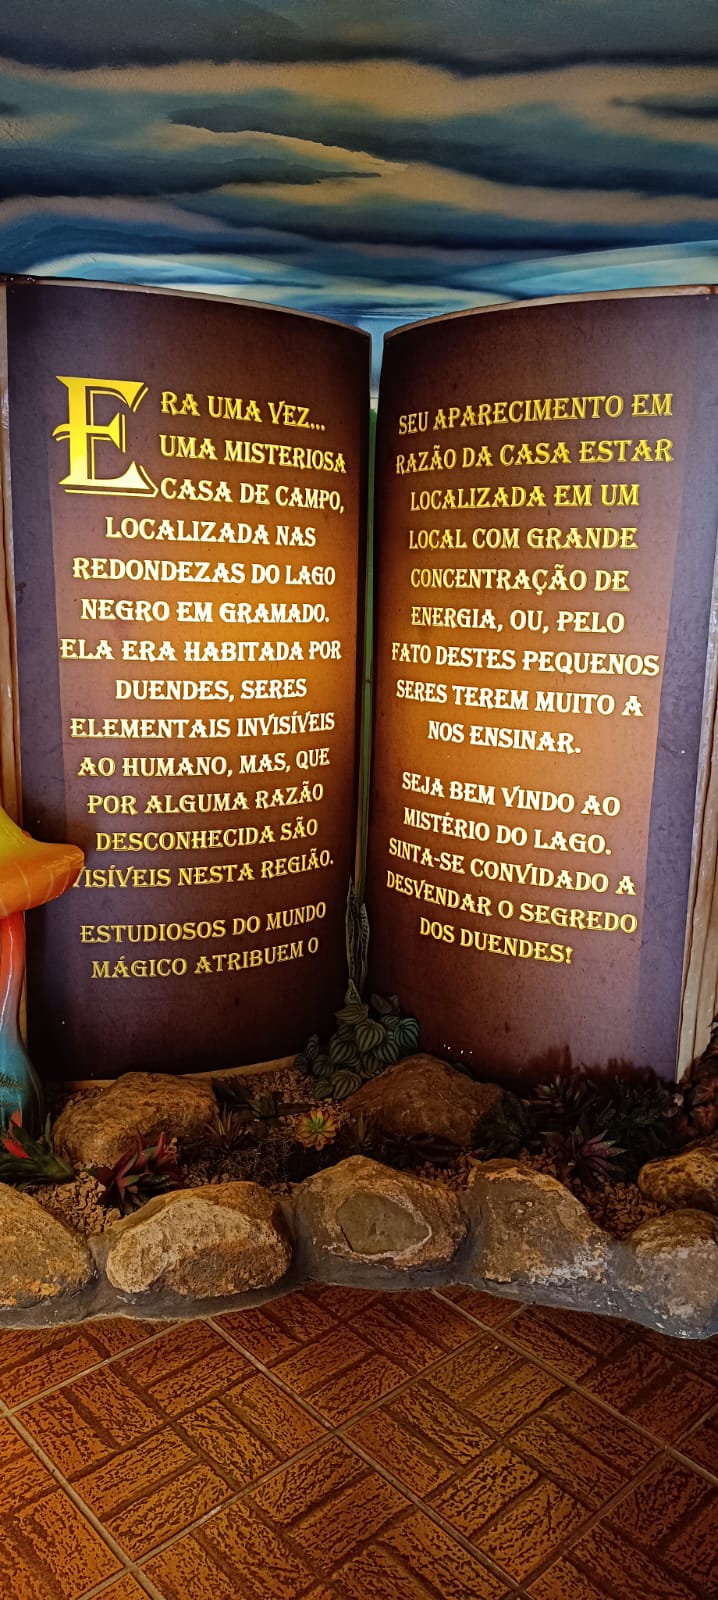 ERA UMA VEZ...
UMA MISTERIOSA
CASA DE CAMPO,
LOCALIZADA NAS
REDONDEZAS DO LAGO
NEGRO EM GRAMADO.
ELA ERA HABITADA POR
DUENDES, SERES
ELEMENTAIS INVISÍVEIS
AO HUMANO, MAS, QUE
POR ALGUMA RAZÃO
DESCONHECIDA SÃO
VISÍVEIS NESTA REGIÃO.
ESTUDIOSOS DO MUNDO
MÁGICO ATRIBUEM O
SEU APARECIMENTO EM
RAZÃO DA CASA ESTAR
LOCALIZADA EM UM
LOCAL COM GRANDE
CONCENTRAÇÃO DE
ENERGIA, OU, PELO
FATO DESTES PEQUENOS
SERES TEREM MUITO A
NOS ENSINAR.
SEJA BEM VINDO AO
MISTÉRIO DO LAGO.
SINTA-SE CONVIDADO A
DESVENDAR O SEGREDO
DOS DUENDES!